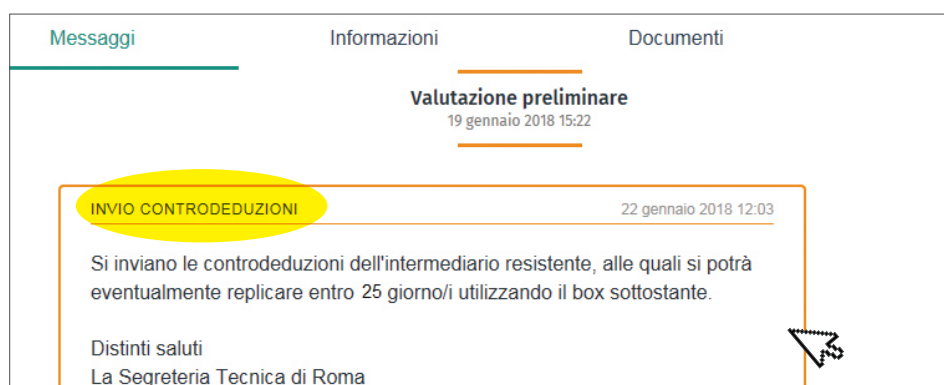 Messaggi Informazioni Documenti
Valutazione preliminare
19 gennaio 2018 15:22
INVIO CONTRODEDUZIONI 22 gennaio 2018 12:03
Si inviano le controdeduzioni dell'intermediario resistente, alle quali si potrà
eventualmente replicare entro 25 giorno/i utilizzando il box sottostante.
Distinti saluti
La Segreteria Tecnica di Roma